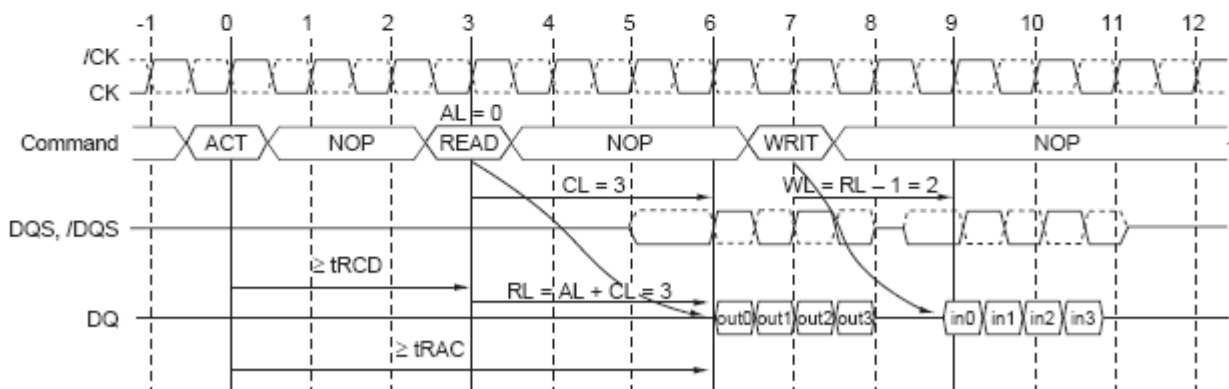 -1 0 1 2 3 4 5 6 7 8 9 10 11 12
/CK
CK
AL = 0
Command ACT NOP READ NOP WRIT NOP
CL = 3 WL = RL – 1 = 2
DQS, /DQS
≥ tRCD
RL = AL + CL = 3
DQ out0 out1 out2 out3 in0 in1 in2 in3
≥ tRAC